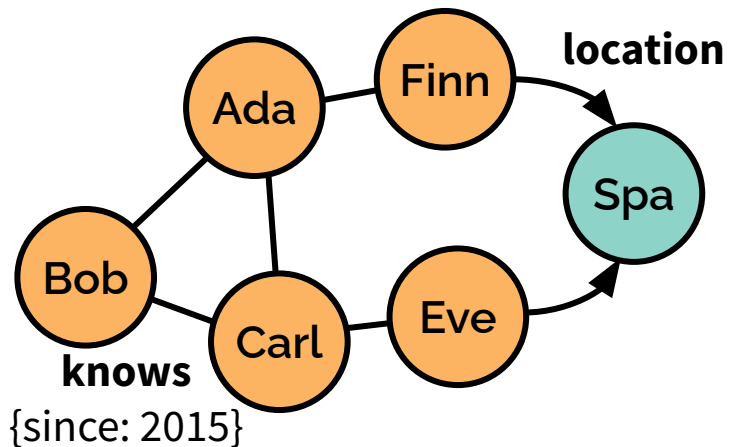 location
Finn
Ada
Spa
Bob
Eve
Carl
knows
{since: 2015}